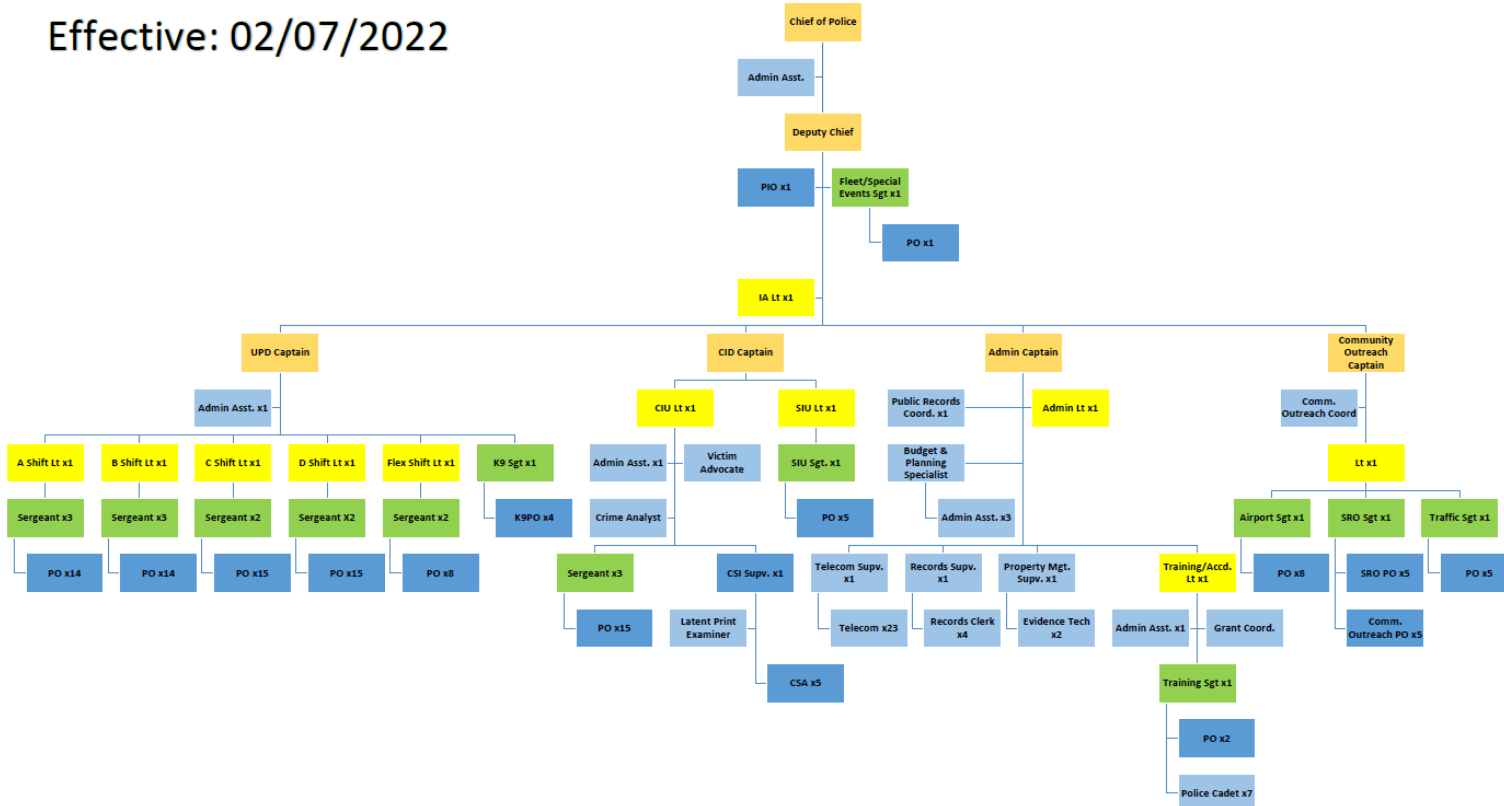 Effective: 02/07/2022
Chief of Police
Admin Asst.
Deputy Chief
PIO x1
Fleet/Special
Events Sgt x1
PO x1
IA Lt x1
UPD Captain
CID Captain
Admin Captain
Community
Outreach
Captain
Admin Asst. x1
CIU Lt x1
SIU Lt x1
Public Records
Coord. x1
Admin Lt x1
Comm.
Outreach Coord
A Shift Lt x1
B Shift Lt x1
C Shift Lt x1
D Shift Lt x1
Flex Shift Lt x1
K9 Sgt x1
Admin Asst. x1
Victim
Advocate
SIU Sgt. x1
Budget &
Planning
Specialist
Lt x1
Sergeant x3
Sergeant x3
Sergeant x2
Sergeant X2
Sergeant x2
K9PO x4
Crime Analyst
PO x5
Admin Asst. x3
Airport Sgt x1
SRO Sgt x1
Traffic Sgt x1
PO x14
PO x14
PO x15
PO x15
PO x8
Sergeant x3
CSI Supv. x1
Telecom Supv.
x1
Records Supv.
x1
Property Mgt.
Supv. x1
Training/Accd.
Lt x1
PO x8
SRO PO x5
PO x5
PO x15
Latent Print
Examiner
Telecom x23
Records Clerk
x4
Evidence Tech
x2
Admin Asst. x1
Grant Coord.
Comm.
Outreach PO x5
CSA x5
Training Sgt x1
PO x2
Police Cadet x7